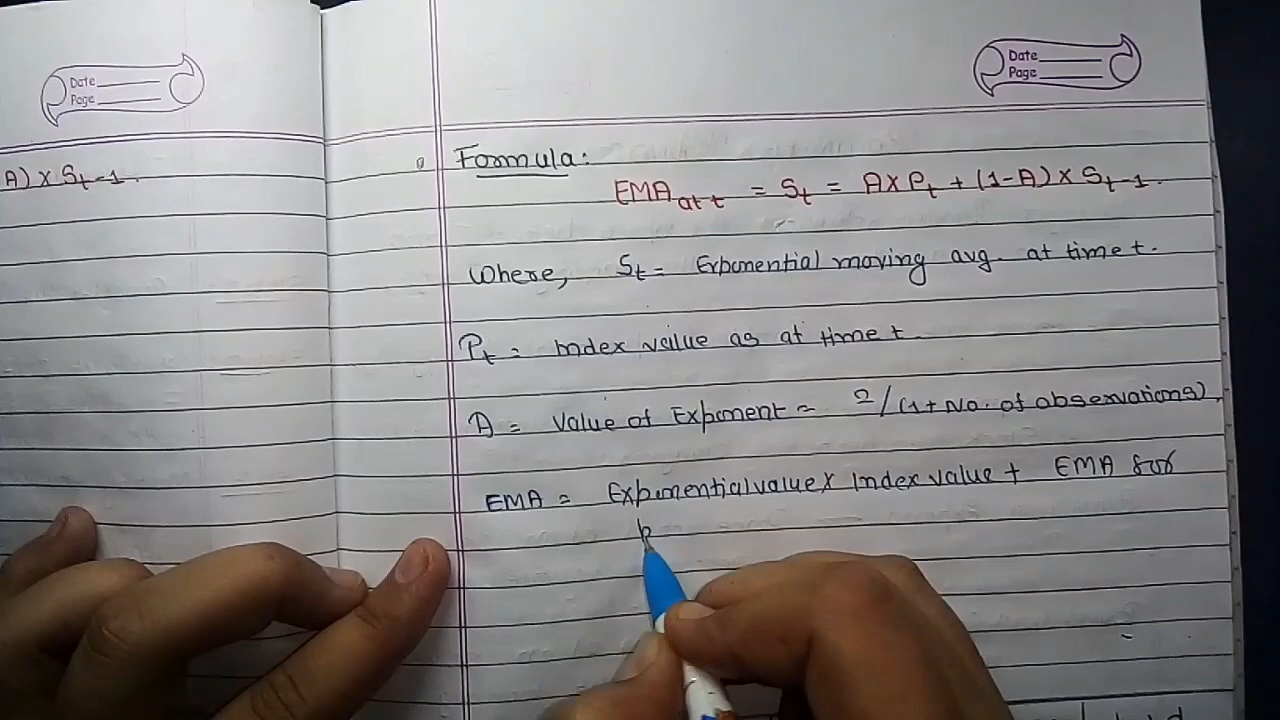 Date
Page
A) × St-1.
Date
Page
Formula:
EMA at t = St = A × Pt + (1-A) × St-1.
Where, St = Exponential moving avg. at time t.
Pt = Index value as at time t.
A = Value of Exponent = 2/(1 + No. of observations).
EMA = Exponential value × Index value + EMA for